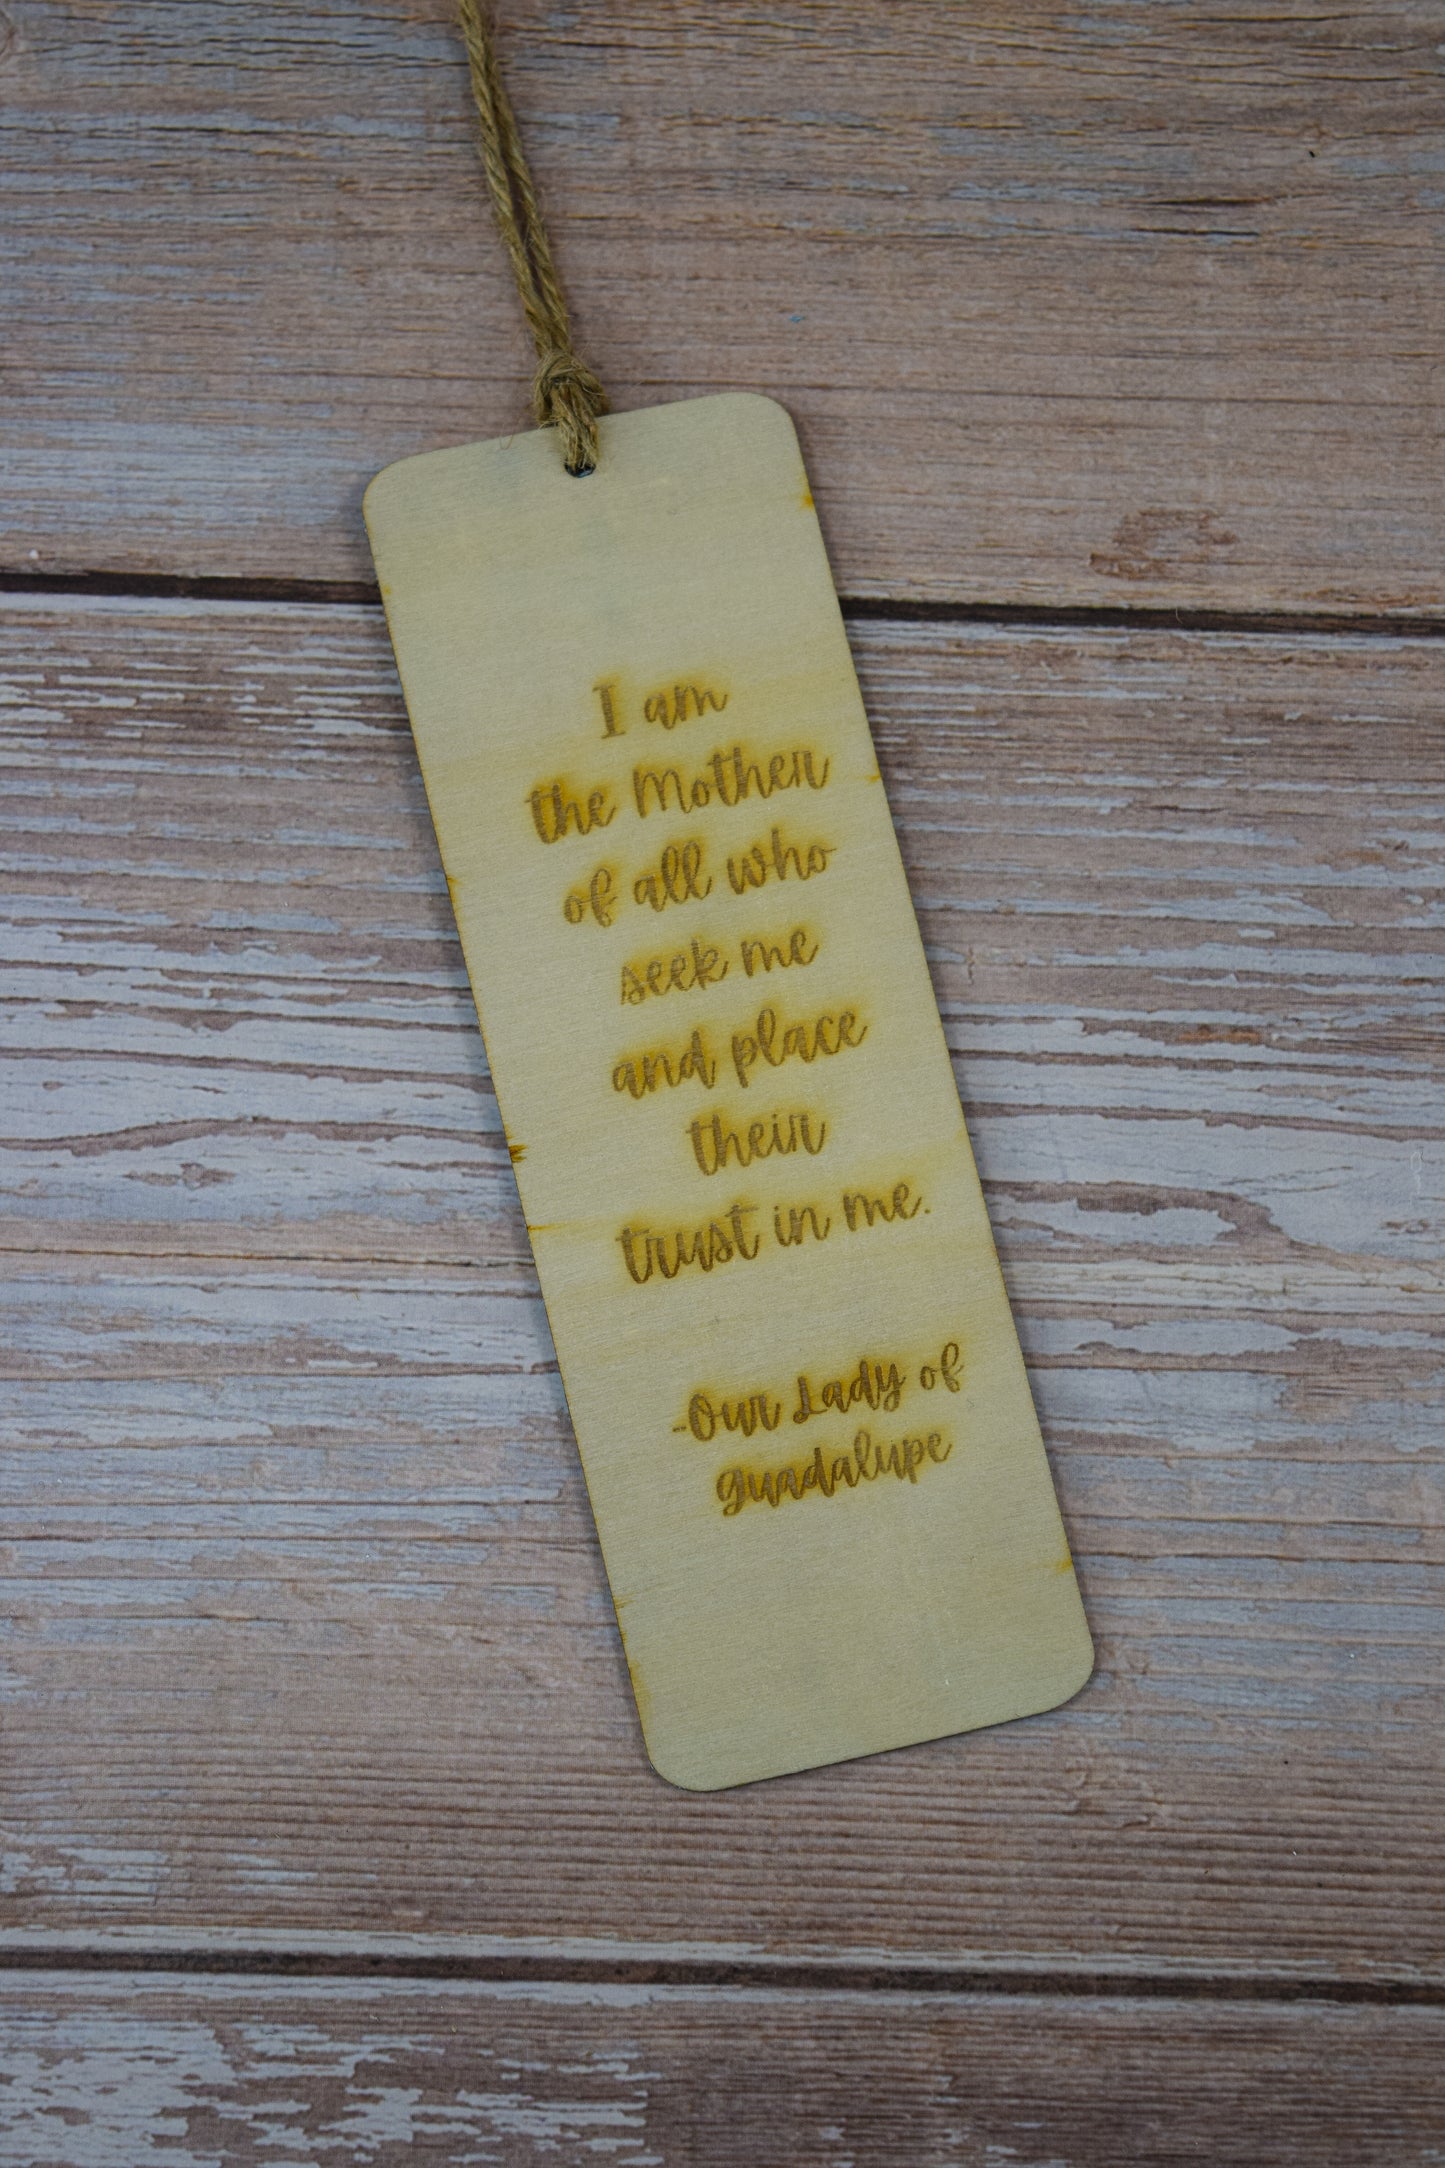 I am
the Mother
of all who
seek me
and place
their
trust in me.
-Our Lady of
guadalupe